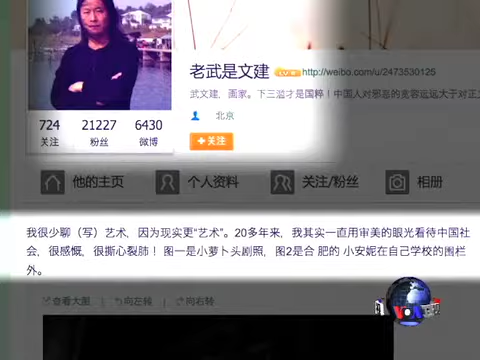 老武是文建
http://weibo.com/u/2473530125
武文建，画家。下三滥才是国粹！中国人对邪恶的宽容远远大于对正义
北京
724
21227
6430
关注
粉丝
微博
+关注
他的主页
个人资料
关注/粉丝
相册
我很少聊（写）艺术，因为现实更“艺术”。20多年来，我其实一直用审美的眼光看待中国社
会，很感慨，很撕心裂肺！ 图一是小萝卜头剧照，图2是合 肥的 小安妮在自己学校的围栏
外。
查看大图
向左转
向右转
VOA